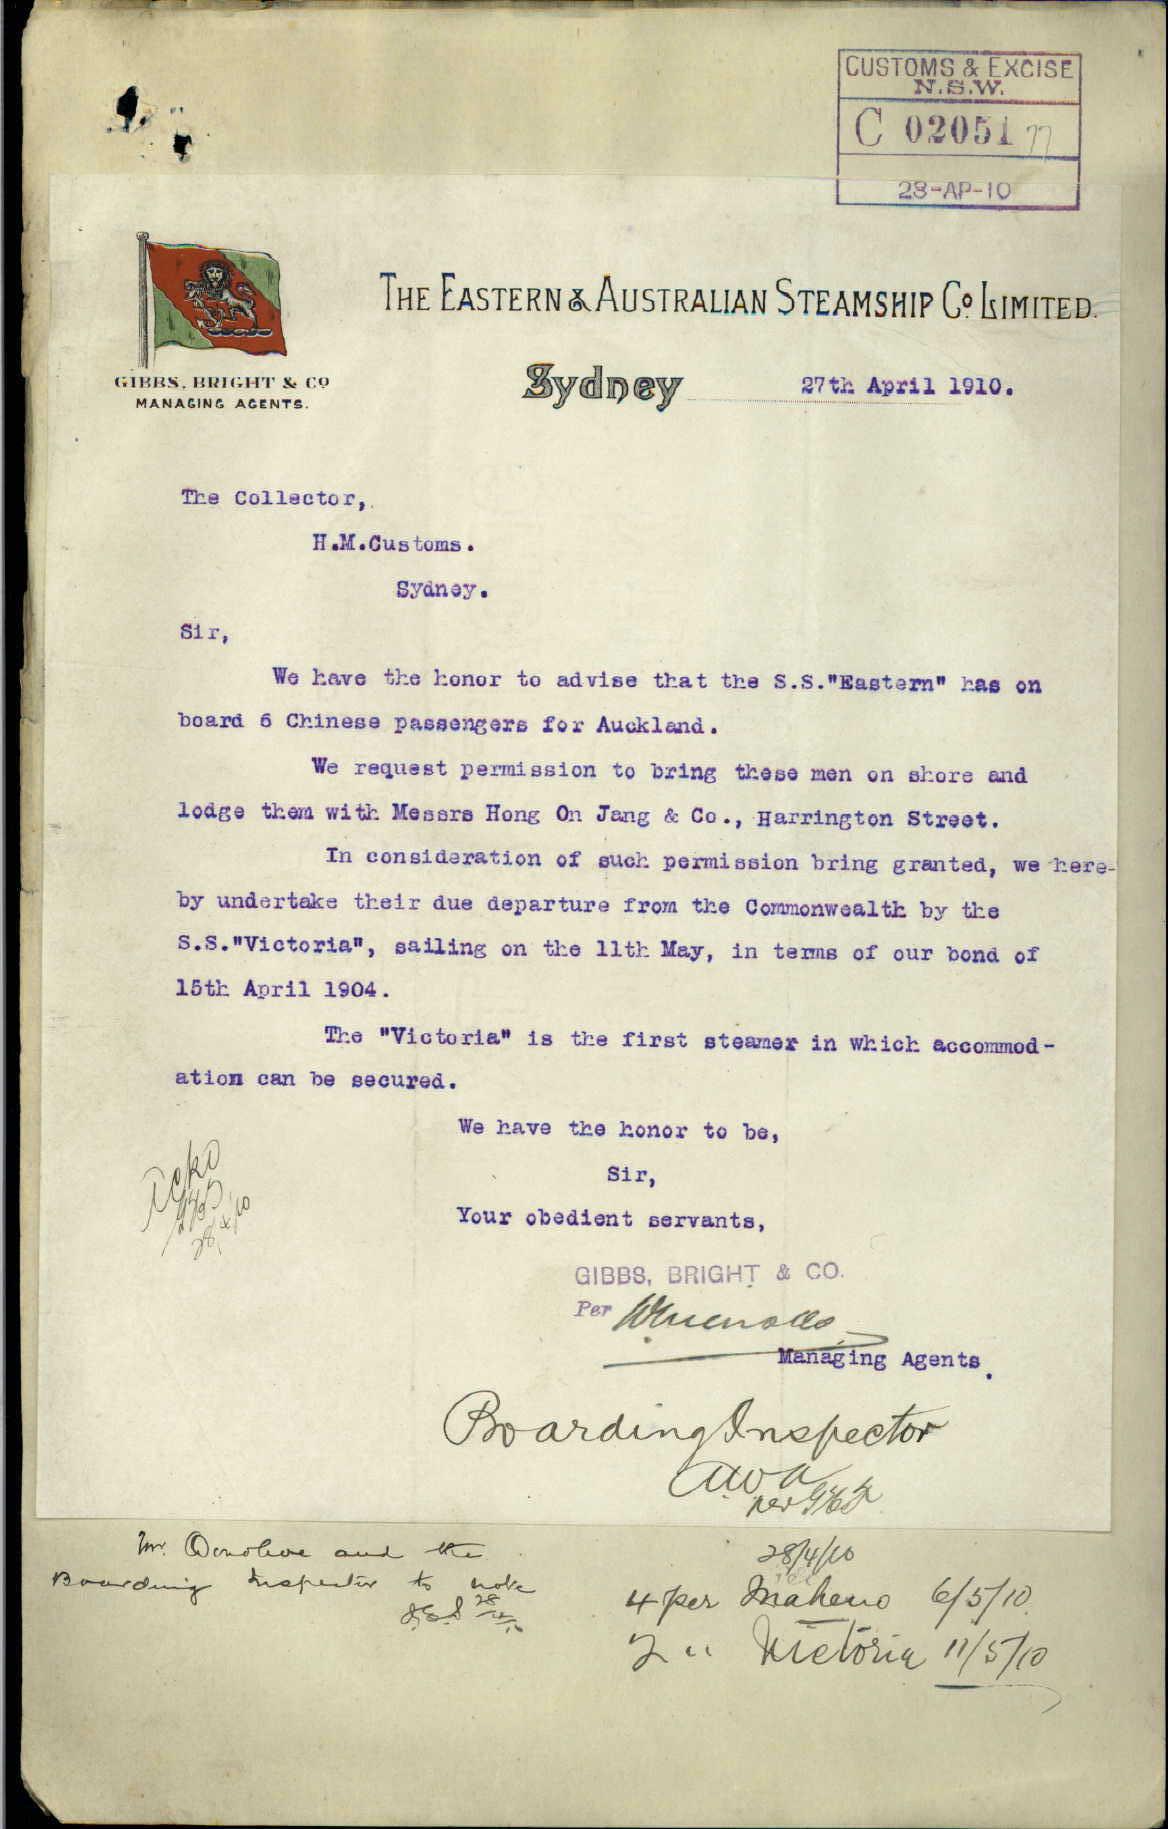 CUSTOMS & EXCISE
N.S.W.
C 02051 77
28-AP-10
THE EASTERN & AUSTRALIAN STEAMSHIP Co. LIMITED.
GIBBS, BRIGHT & Co
MANAGING AGENTS.
Sydney 27th April 1910.
The Collector,
H.M.Customs.
Sydney.
Sir,
We have the honor to advise that the S.S."Eastern" has on
board 6 Chinese passengers for Auckland.
We request permission to bring these men on shore and
lodge them with Messrs Hong On Jang & Co., Harrington Street.
In consideration of such permission bring granted, we here-
by undertake their due departure from the Commonwealth by the
S.S."Victoria", sailing on the 11th May, in terms of our bond of
15th April 1904.
The "Victoria" is the first steamer in which accommod-
ation can be secured.
We have the honor to be,
Sir,
Your obedient servants,
GIBBS, BRIGHT & CO.
Per
Managing Agents.
28/4/10
Boarding Inspector
per
28/4/10
Mr. Donohoe and the
Boarding Inspector to note
4 per Maheno 6/5/10
2 " Victoria 11/5/10